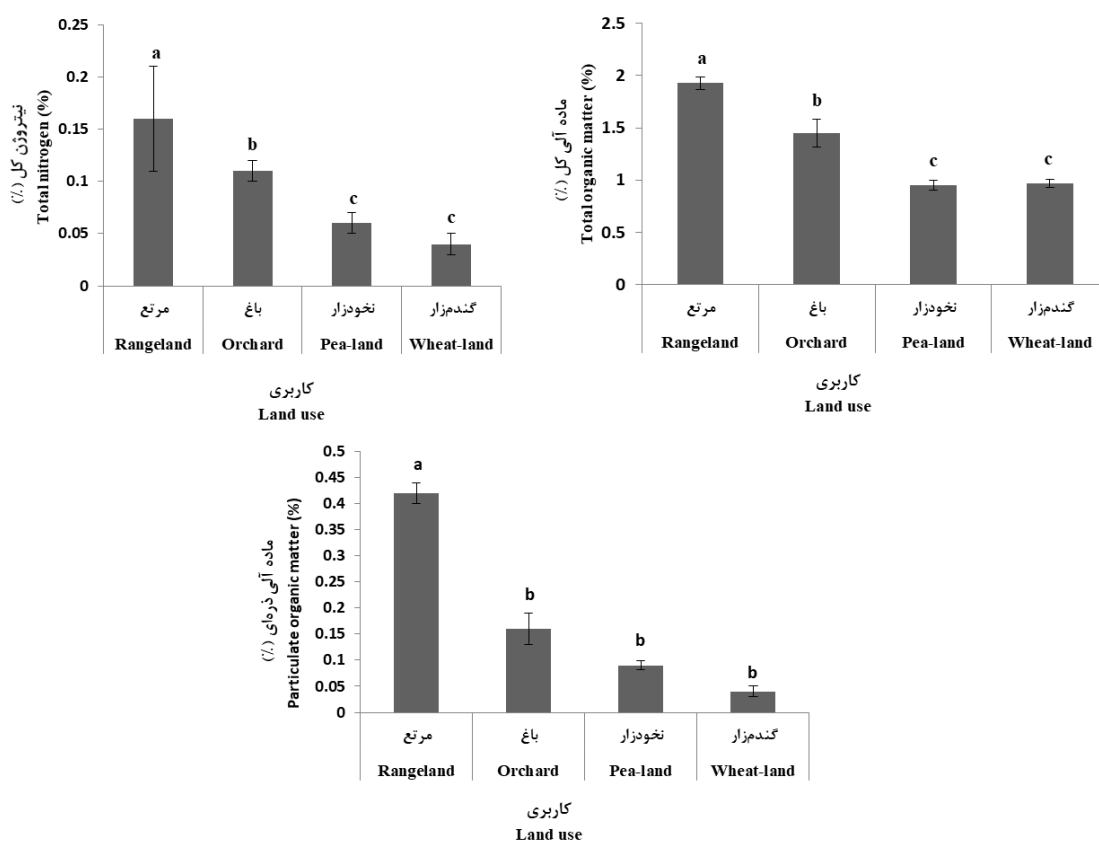 نیتروژن کل (٪)
Total nitrogen (%)
0.25
0.2
0.15
0.1
0.05
0
a
b
c
c
مرتع
باغ
نخودزار
گندم‌زار
Rangeland
Orchard
Pea-land
Wheat-land
کاربری
Land use
ماده آلی کل (٪)
Total organic matter (%)
2.5
2
1.5
1
0.5
0
a
b
c
c
مرتع
باغ
نخودزار
گندم‌زار
Rangeland
Orchard
Pea-land
Wheat-land
کاربری
Land use
ماده آلی ذره‌ای (٪)
Particulate organic matter (%)
0.5
0.45
0.4
0.35
0.3
0.25
0.2
0.15
0.1
0.05
0
a
b
b
b
مرتع
باغ
نخودزار
گندم‌زار
Rangeland
Orchard
Pea-land
Wheat-land
کاربری
Land use